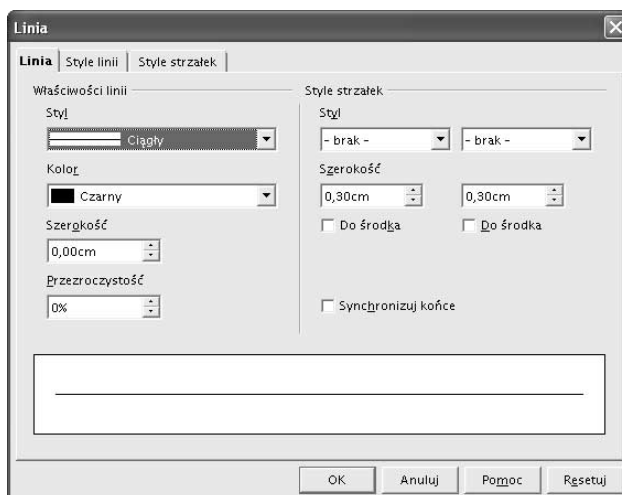 Linia
Linia Style linii Style strzałek
Właściwości linii
Styl
Ciągły
Kolor
Czarny
Szerokość
0,00cm
Przezroczystość
0%
Style strzałek
Styl
- brak - - brak -
Szerokość
0,30cm 0,30cm
Do środka Do środka
Synchronizuj końce
OK Anuluj Pomoc Resetuj